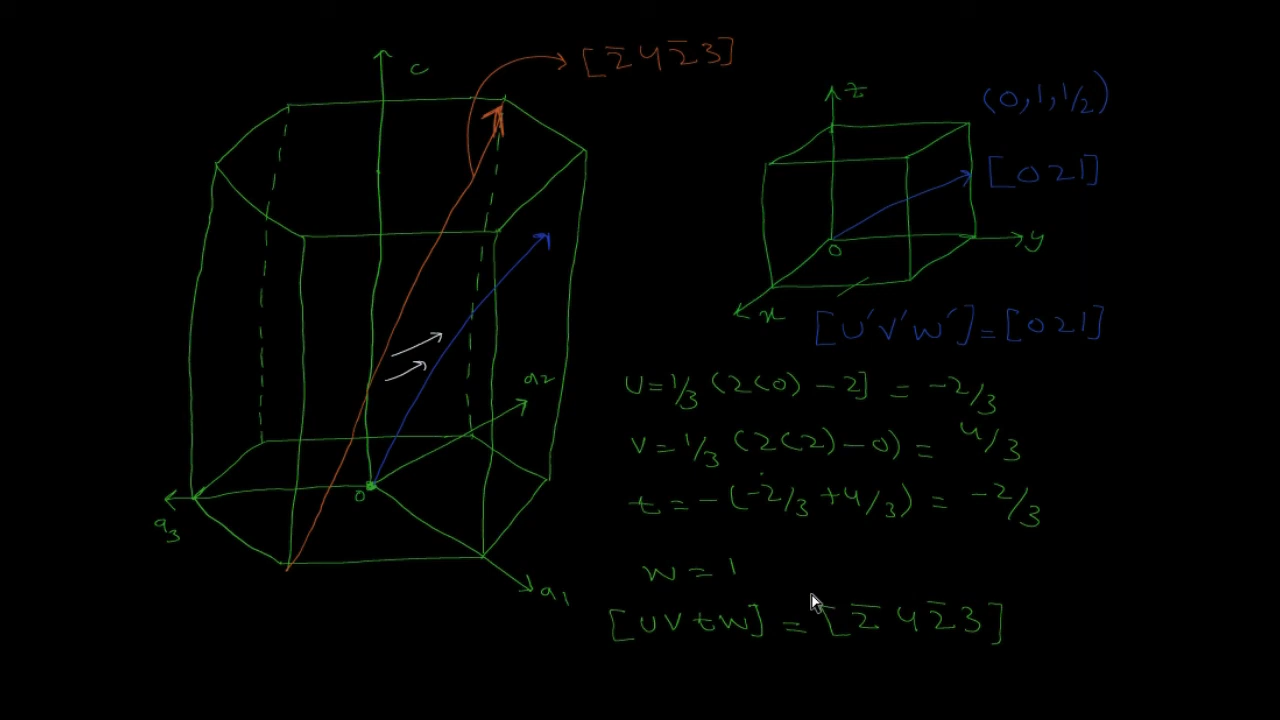 c
[2̄ 4 2̄ 3]
z
(0,1,1/2)
[0 2 1]
y
0
x
[U'V'W'] = [0 2 1]
a2
U = 1/3 (2(0) - 2] = -2/3
V = 1/3 (2(2) - 0) = 4/3
0
t = -(-2/3 + 4/3) = -2/3
a3
W = 1
a1
[U V t W] = [2̄ 4 2̄ 3]